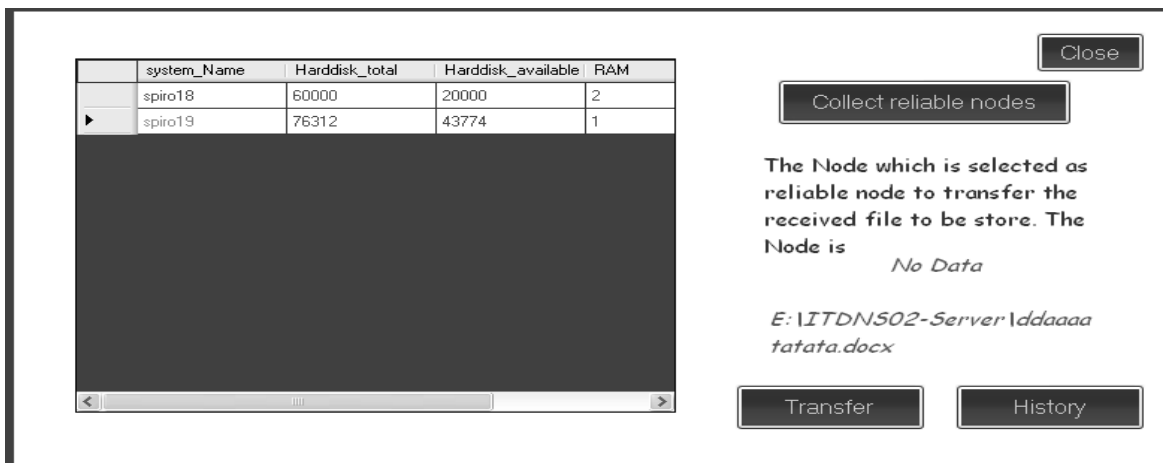 system_Name Harddisk_total Harddisk_available RAM
spiro18 60000 20000 2
spiro19 76312 43774 1
Close
Collect reliable nodes
The Node which is selected as
reliable node to transfer the
received file to be store. The
Node is
No Data
E:\ITDNS02-Server\ddaaaa
tatata.docx
Transfer History